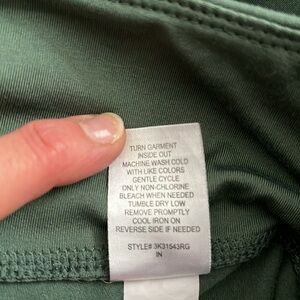 TURN GARMENT
INSIDE OUT
MACHINE WASH COLD
WITH LIKE COLORS
GENTLE CYCLE
ONLY NON-CHLORINE
BLEACH WHEN NEEDED
TUMBLE DRY LOW
REMOVE PROMPTLY
COOL IRON ON
REVERSE SIDE IF NEEDED
STYLE# 3K31543RG
IN